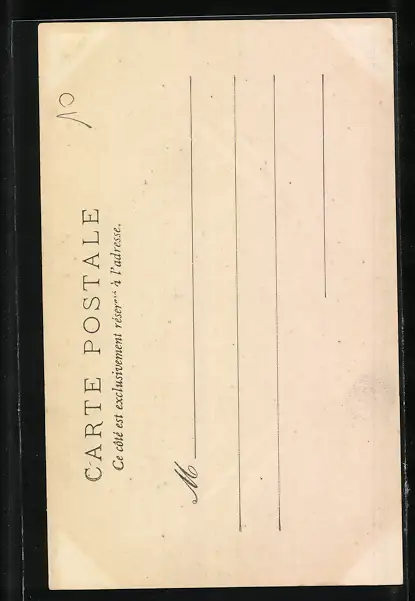 CARTE POSTALE
Ce côté est exclusivement réservé à l'adresse.
M
10